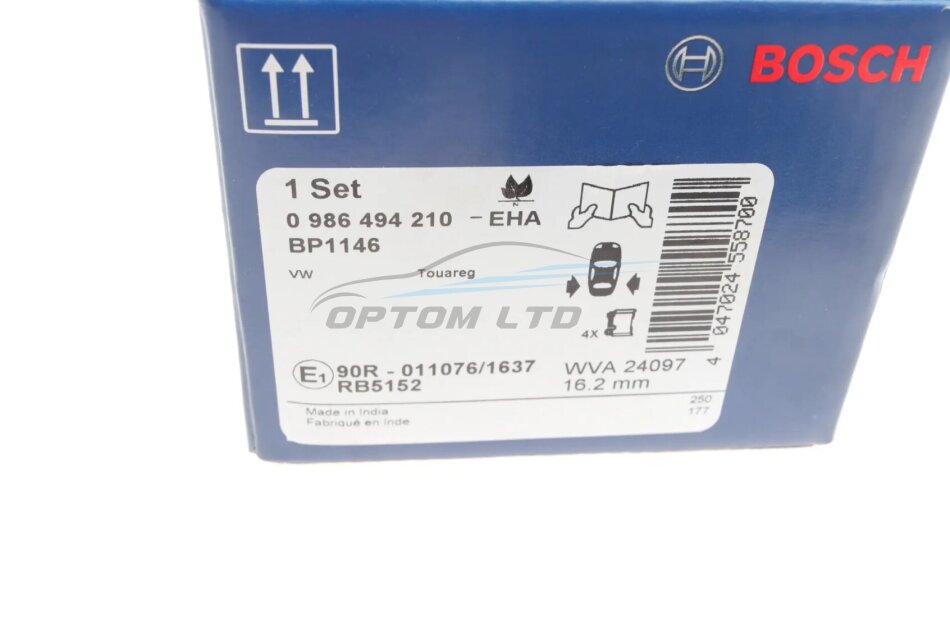 BOSCH
1 Set
0 986 494 210 - EHA
N
BP1146
VW Touareg
OPTOM LTD
4X
4 047024 558700
E1 90R - 011076/1637
RB5152
WVA 24097
16.2 mm
250
177
Made in India
Fabriqué en Inde